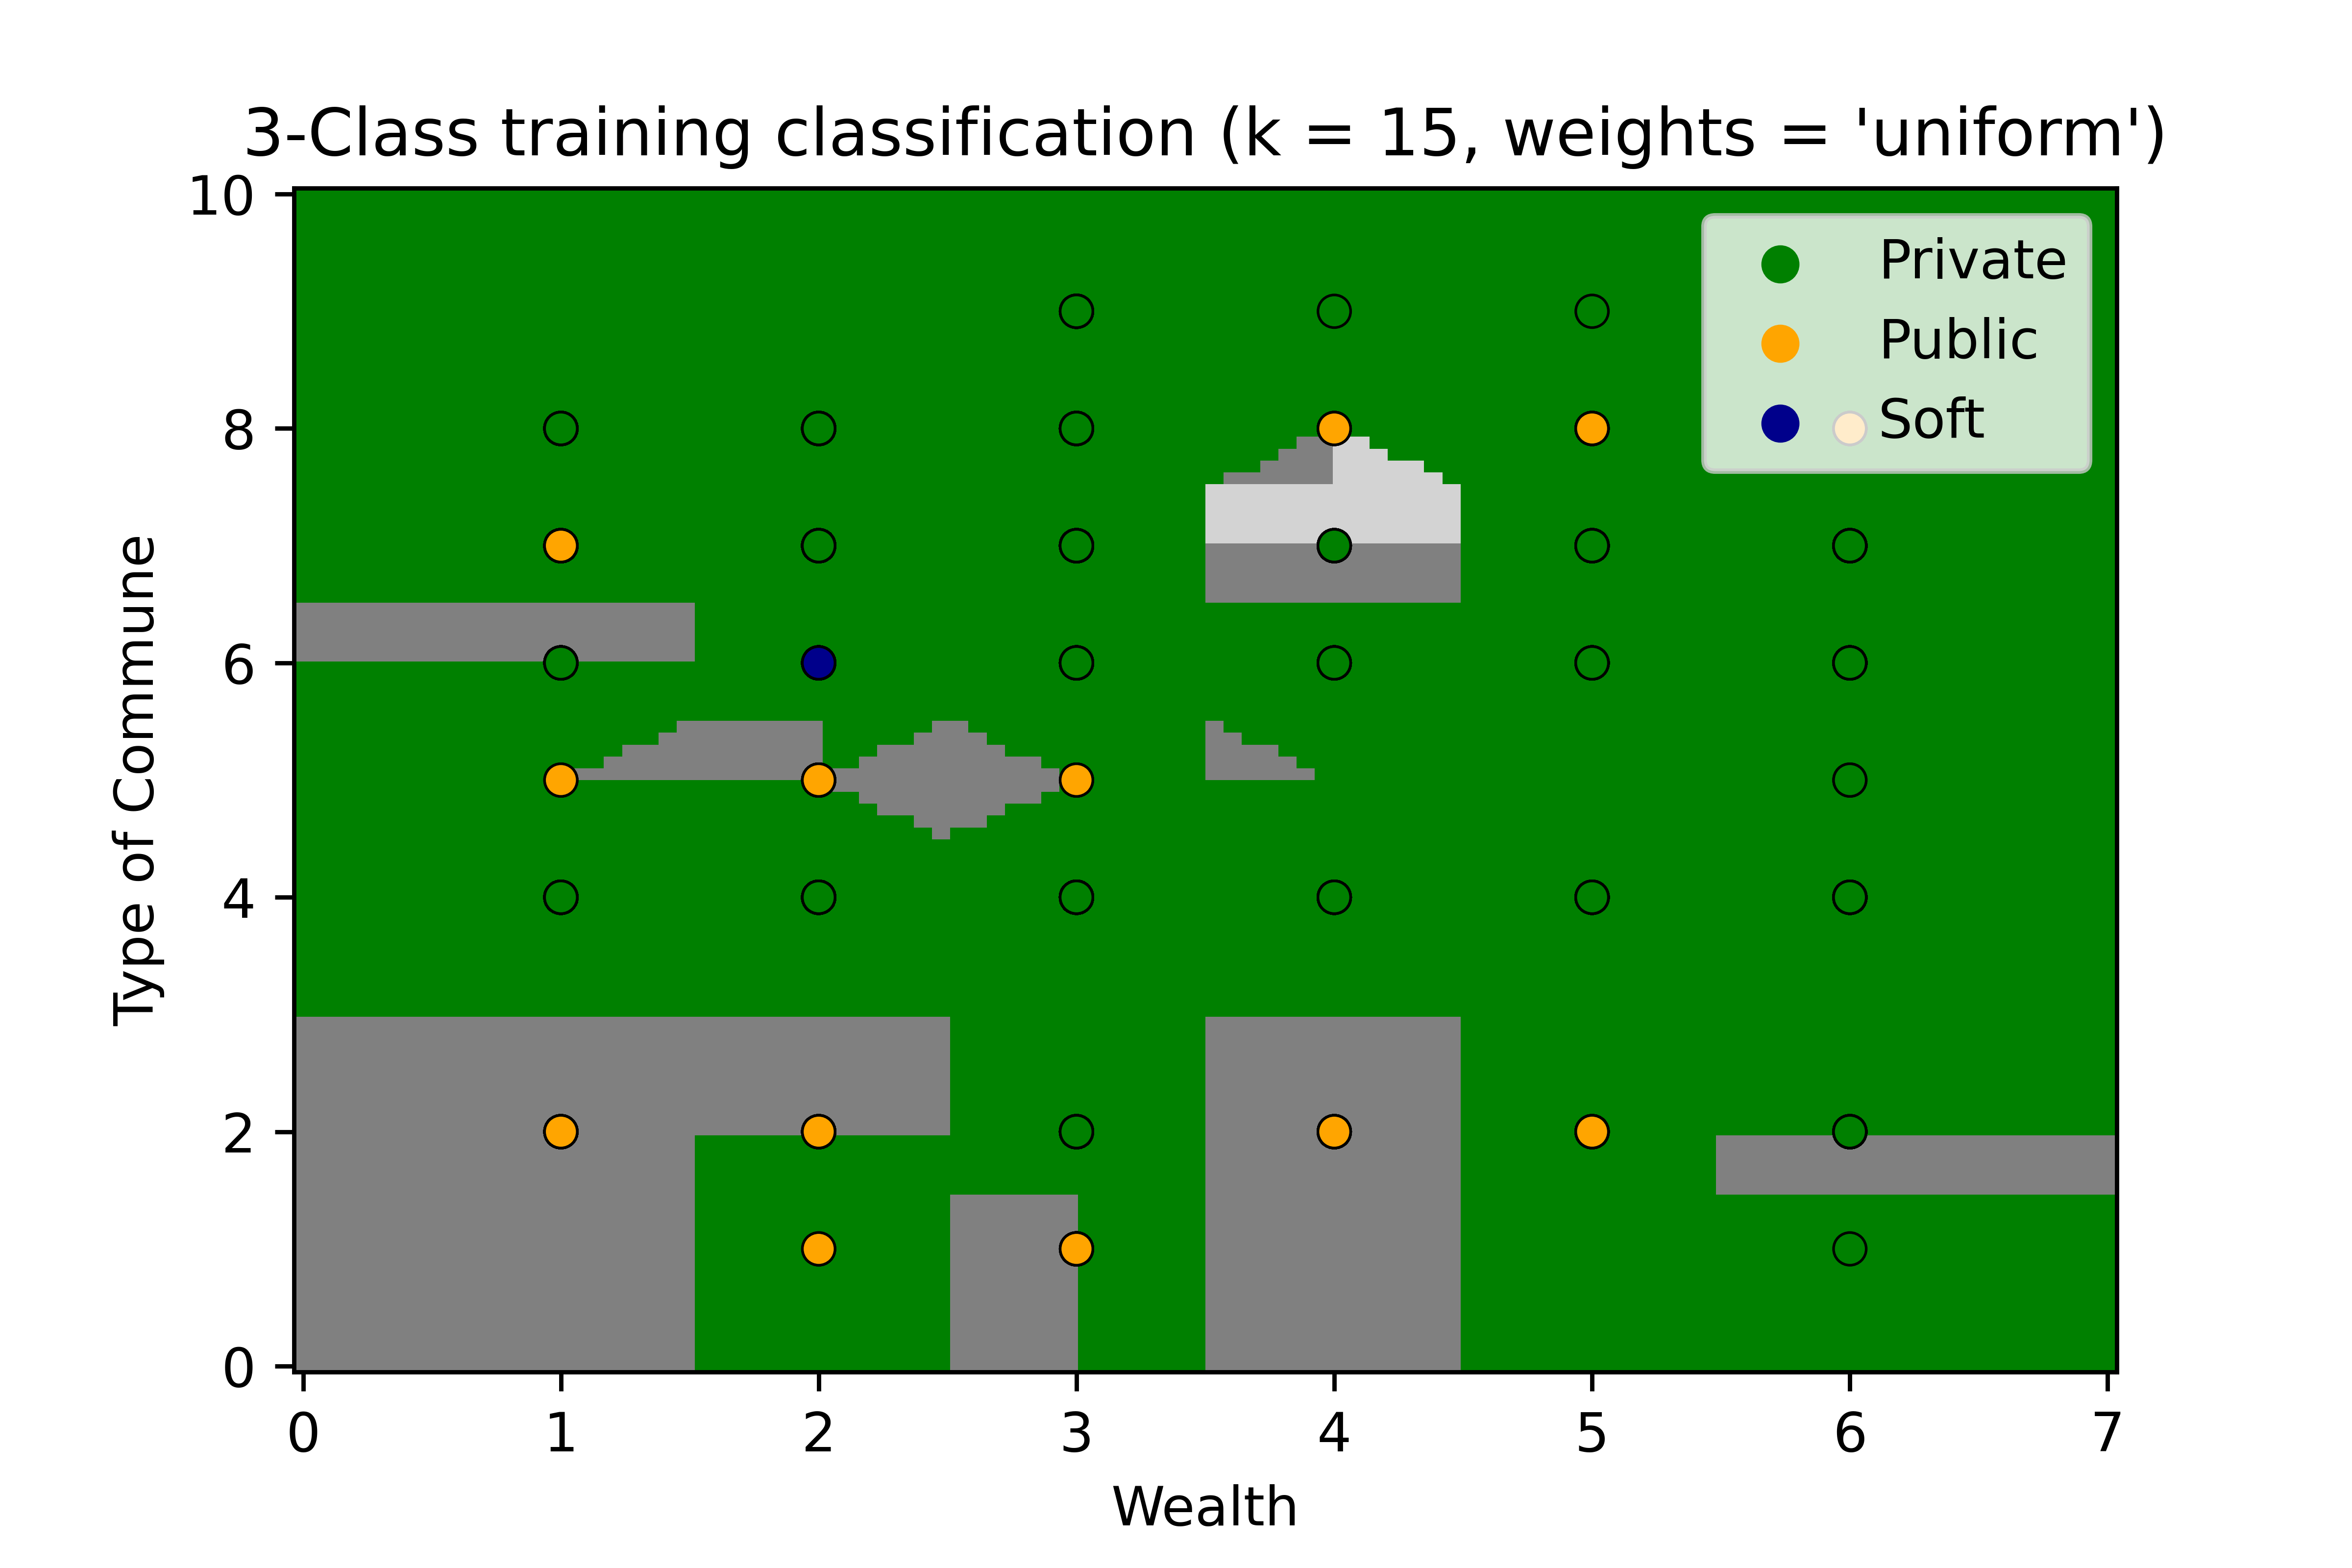 3-Class training classification (k = 15, weights = 'uniform')
Private
Public
Soft
Type of Commune
10
8
6
4
2
0
0 1 2 3 4 5 6 7
Wealth